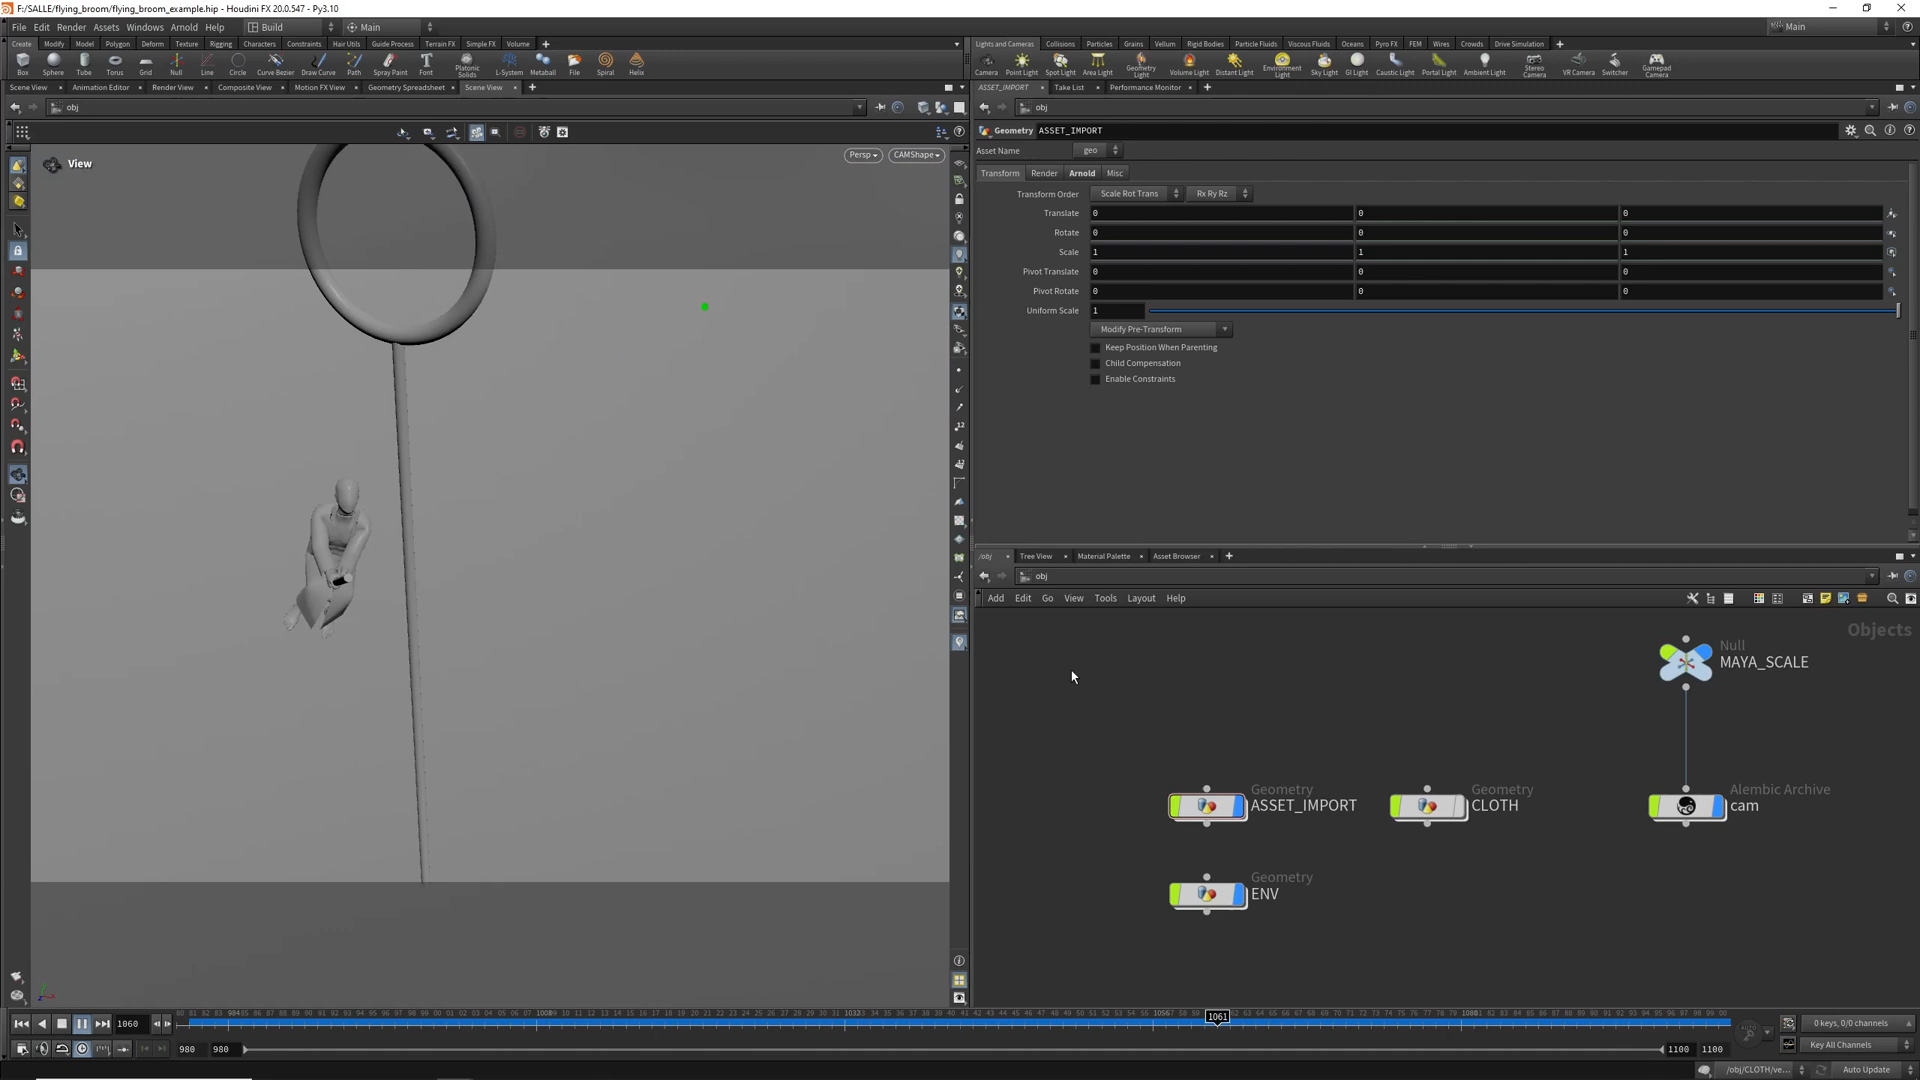 F:/SALLE/flying_broom/flying_broom_example.hip - Houdini FX 20.0.547 - Py3.10
File Edit Render Assets Windows Arnold Help Build Main Main
Create Modify Model Polygon Deform Texture Rigging Characters Constraints Hair Utils Guide Process Terrain FX Simple FX Volume
Box Sphere Tube Torus Grid Null Line Circle Curve Bezier Draw Curve Path Spray Paint Font Platonic Solids L-System Metaball File Spiral Helix
Lights and Cameras Collisions Particles Grains Vellum Rigid Bodies Particle Fluids Viscous Fluids Oceans Pyro FX FEM Wires Crowds Drive Simulation
Camera Point Light Spot Light Area Light Geometry Light Volume Light Distant Light Environment Light Sky Light GI Light Caustic Light Portal Light Ambient Light Stereo Camera VR Camera Switcher Gamepad Camera
Scene View Animation Editor Render View Composite View Motion FX View Geometry Spreadsheet Scene View
obj
View
Persp CAMShape
ASSET_IMPORT Take List Performance Monitor
obj
Geometry ASSET_IMPORT
Asset Name geo
Transform Render Arnold Misc
Transform Order Scale Rot Trans Rx Ry Rz
Translate 0 0 0
Rotate 0 0 0
Scale 1 1 1
Pivot Translate 0 0 0
Pivot Rotate 0 0 0
Uniform Scale 1
Modify Pre-Transform
Keep Position When Parenting
Child Compensation
Enable Constraints
/obj Tree View Material Palette Asset Browser
obj
Add Edit Go View Tools Layout Help
Objects
Null
MAYA_SCALE
Geometry
ASSET_IMPORT
Geometry
CLOTH
Alembic Archive
cam
Geometry
ENV
1060
1061
0 keys, 0/0 channels
980 980 1100 1100
Key All Channels
/obj/CLOTH/ve... Auto Update